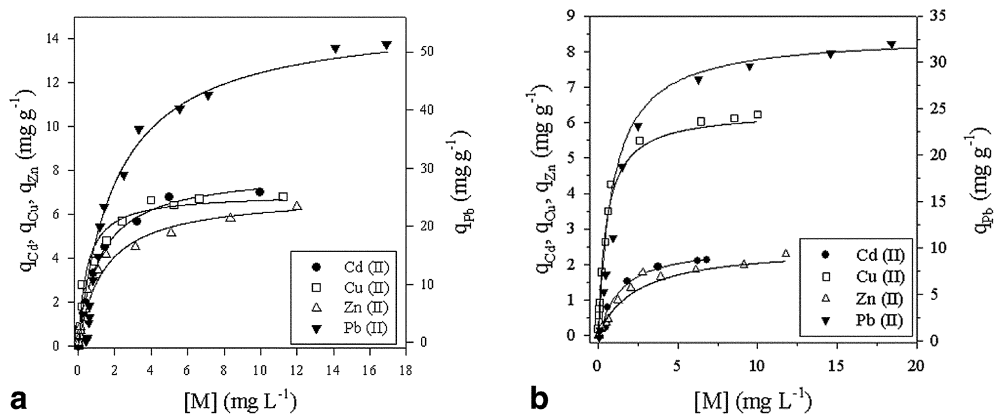 14
12
10
8
6
4
2
0
q_Cd, q_Cu, q_Zn (mg g⁻¹)
50
40
30
20
10
0
q_Pb (mg g⁻¹)
Cd (II)
Cu (II)
Zn (II)
Pb (II)
0 2 4 6 8 10 12 14 16 18
[M] (mg L⁻¹)
a
9
8
7
6
5
4
3
2
1
0
q_Cd, q_Cu, q_Zn (mg g⁻¹)
35
30
25
20
15
10
5
0
q_Pb (mg g⁻¹)
Cd (II)
Cu (II)
Zn (II)
Pb (II)
0 5 10 15 20
[M] (mg L⁻¹)
b